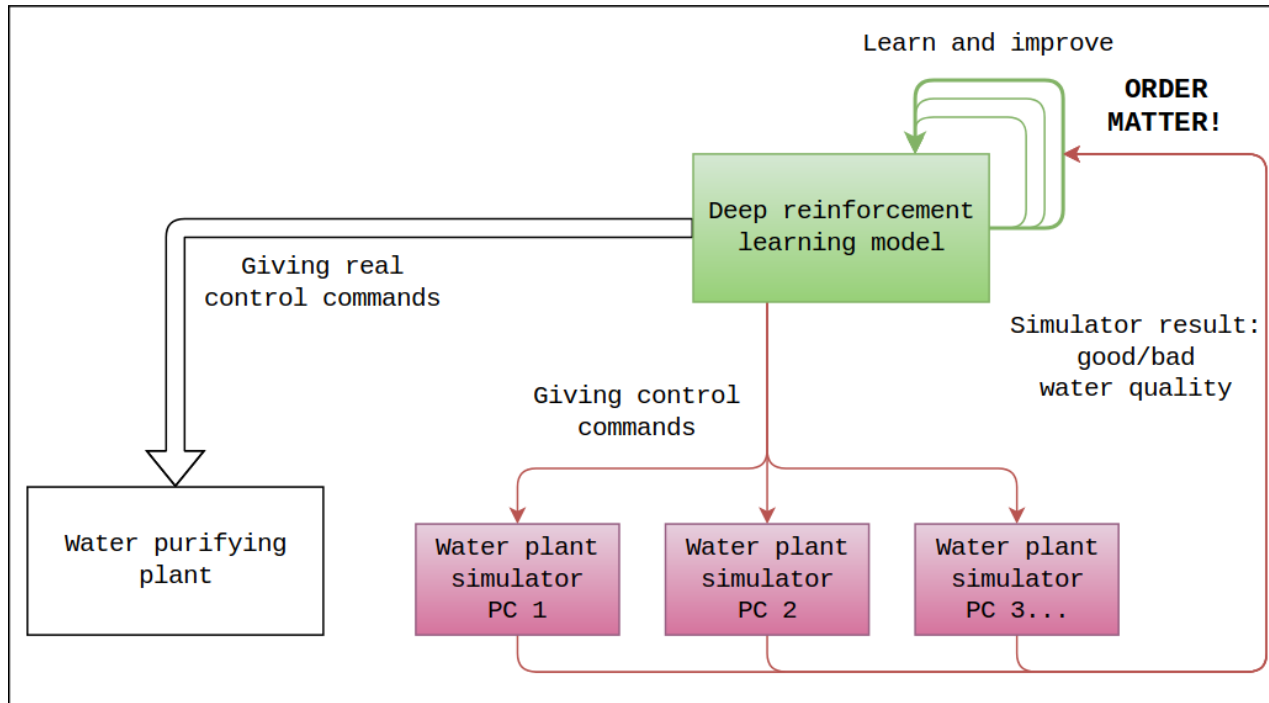 Learn and improve
ORDER
MATTER!
Deep reinforcement
learning model
Giving real
control commands
Simulator result:
good/bad
water quality
Giving control
commands
Water purifying
plant
Water plant
simulator
PC 1
Water plant
simulator
PC 2
Water plant
simulator
PC 3...